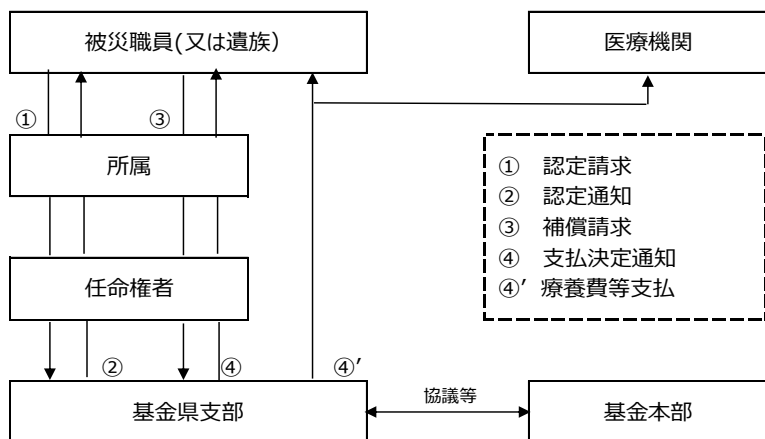 被災職員(又は遺族)
医療機関
①
③
所属
① 認定請求
② 認定通知
③ 補償請求
④ 支払決定通知
④’ 療養費等支払
任命権者
②
④
④’
協議等
基金県支部
基金本部